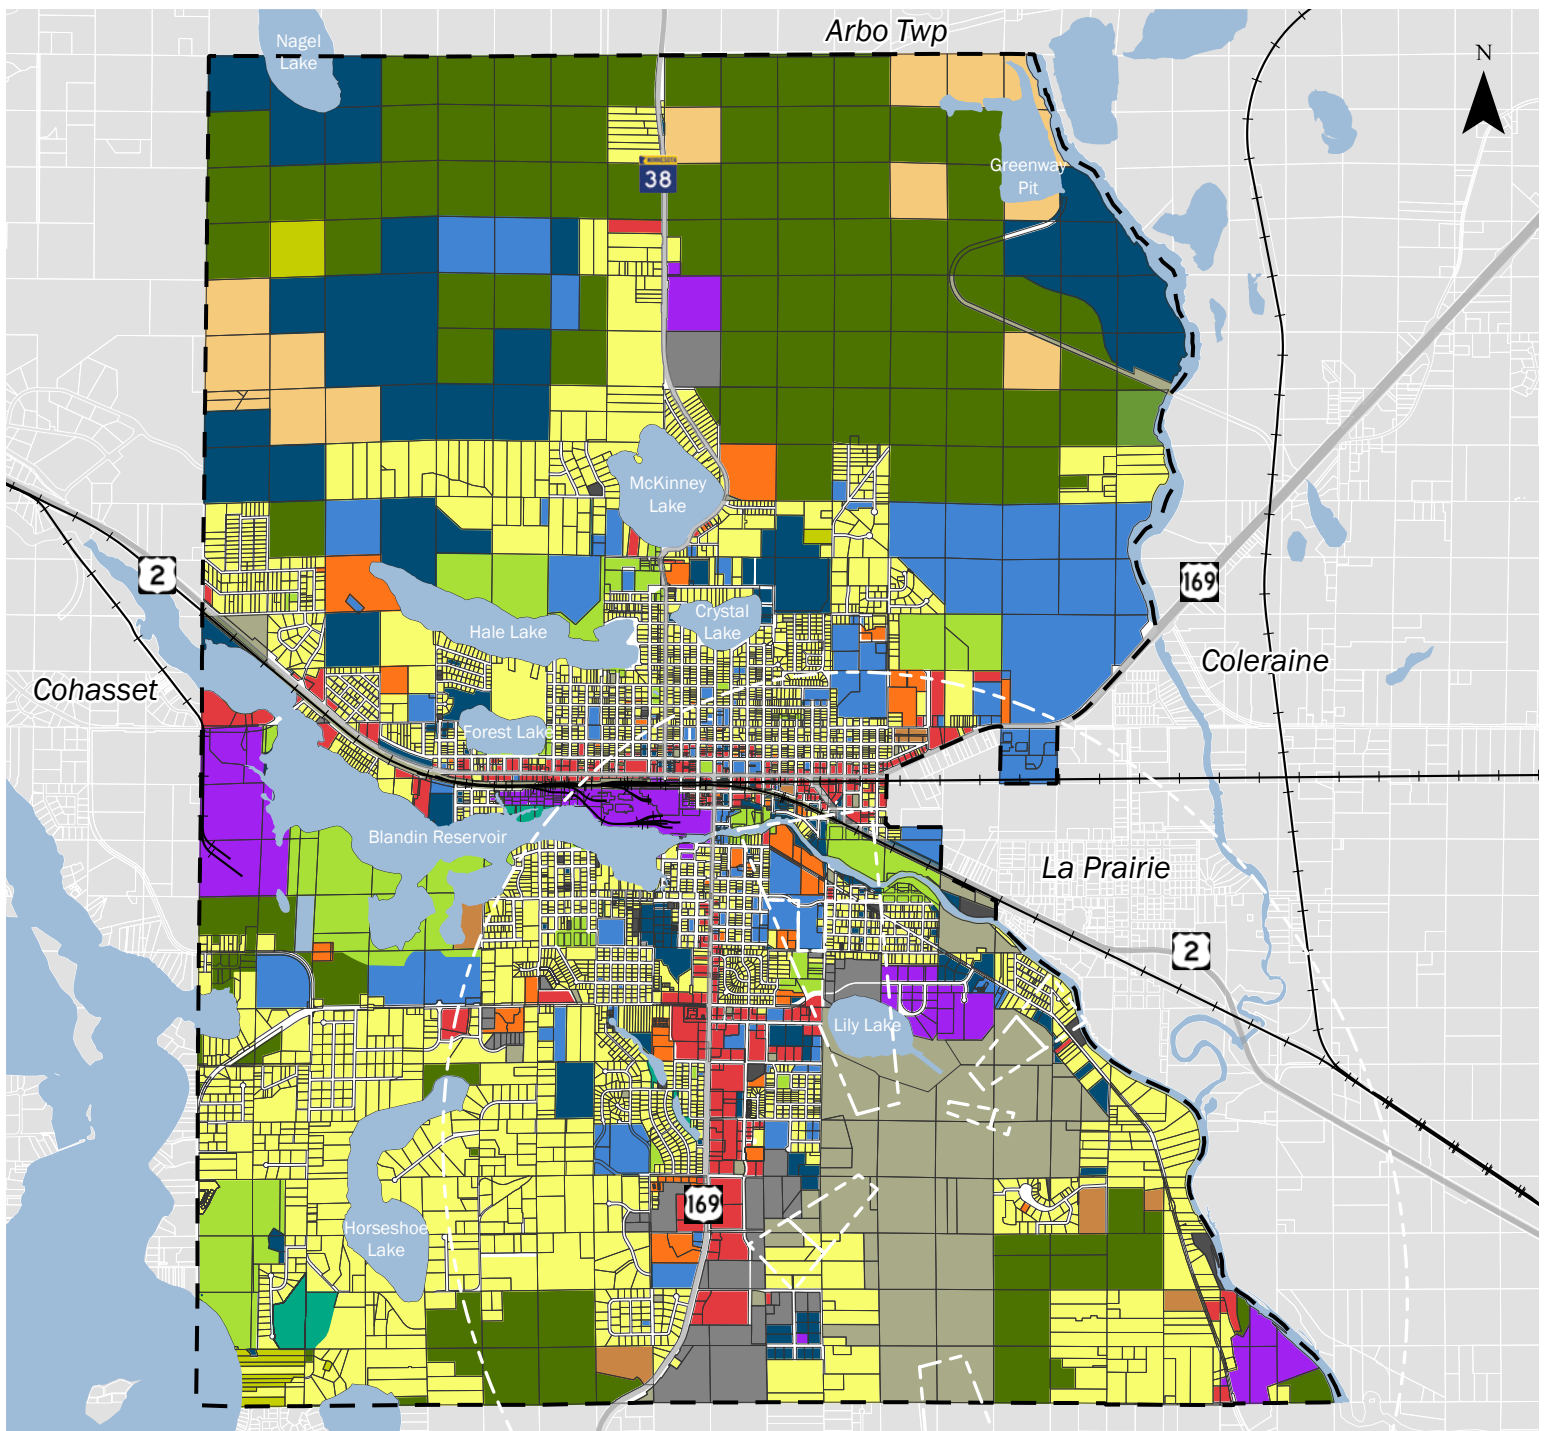 Arbo Twp
Nagel
Lake
N
MINNESOTA
38
Greenway
Pit
McKinney
Lake
2
169
Crystal
Lake
Hale Lake
Coleraine
Cohasset
Forest Lake
Blandin Reservoir
La Prairie
2
Lily Lake
169
Horseshoe
Lake